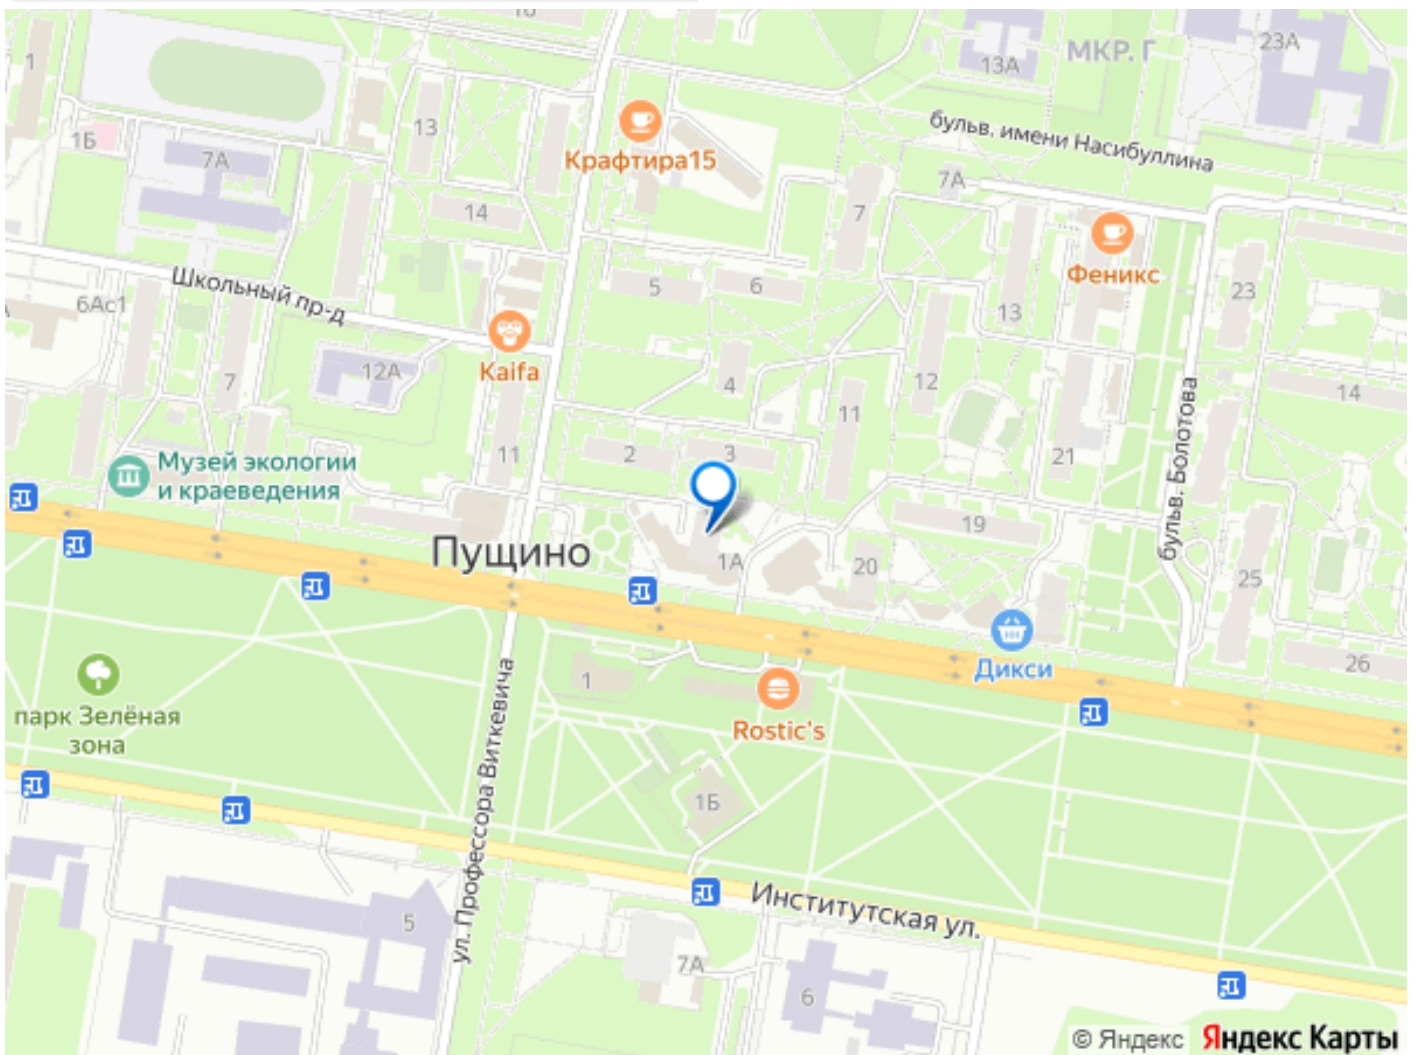 1
23А
МКР. Г
13А
бульв. имени Насибуллина
13
1Б
7А
Крафтира15
7А
14
7
Феникс
Школьный пр-д
6Ас1
5
6
23
13
Kaifa
12А
7
4
12
14
11
бульв. Болотова
2
3
11
21
Музей экологии
и краеведения
19
Пущино
1А
20
25
26
Дикси
1
парк Зелёная
зона
Rostic's
ул. Профессора Виткевича
1Б
Институтская ул.
5
7А
6
© Яндекс
Яндекс Карты